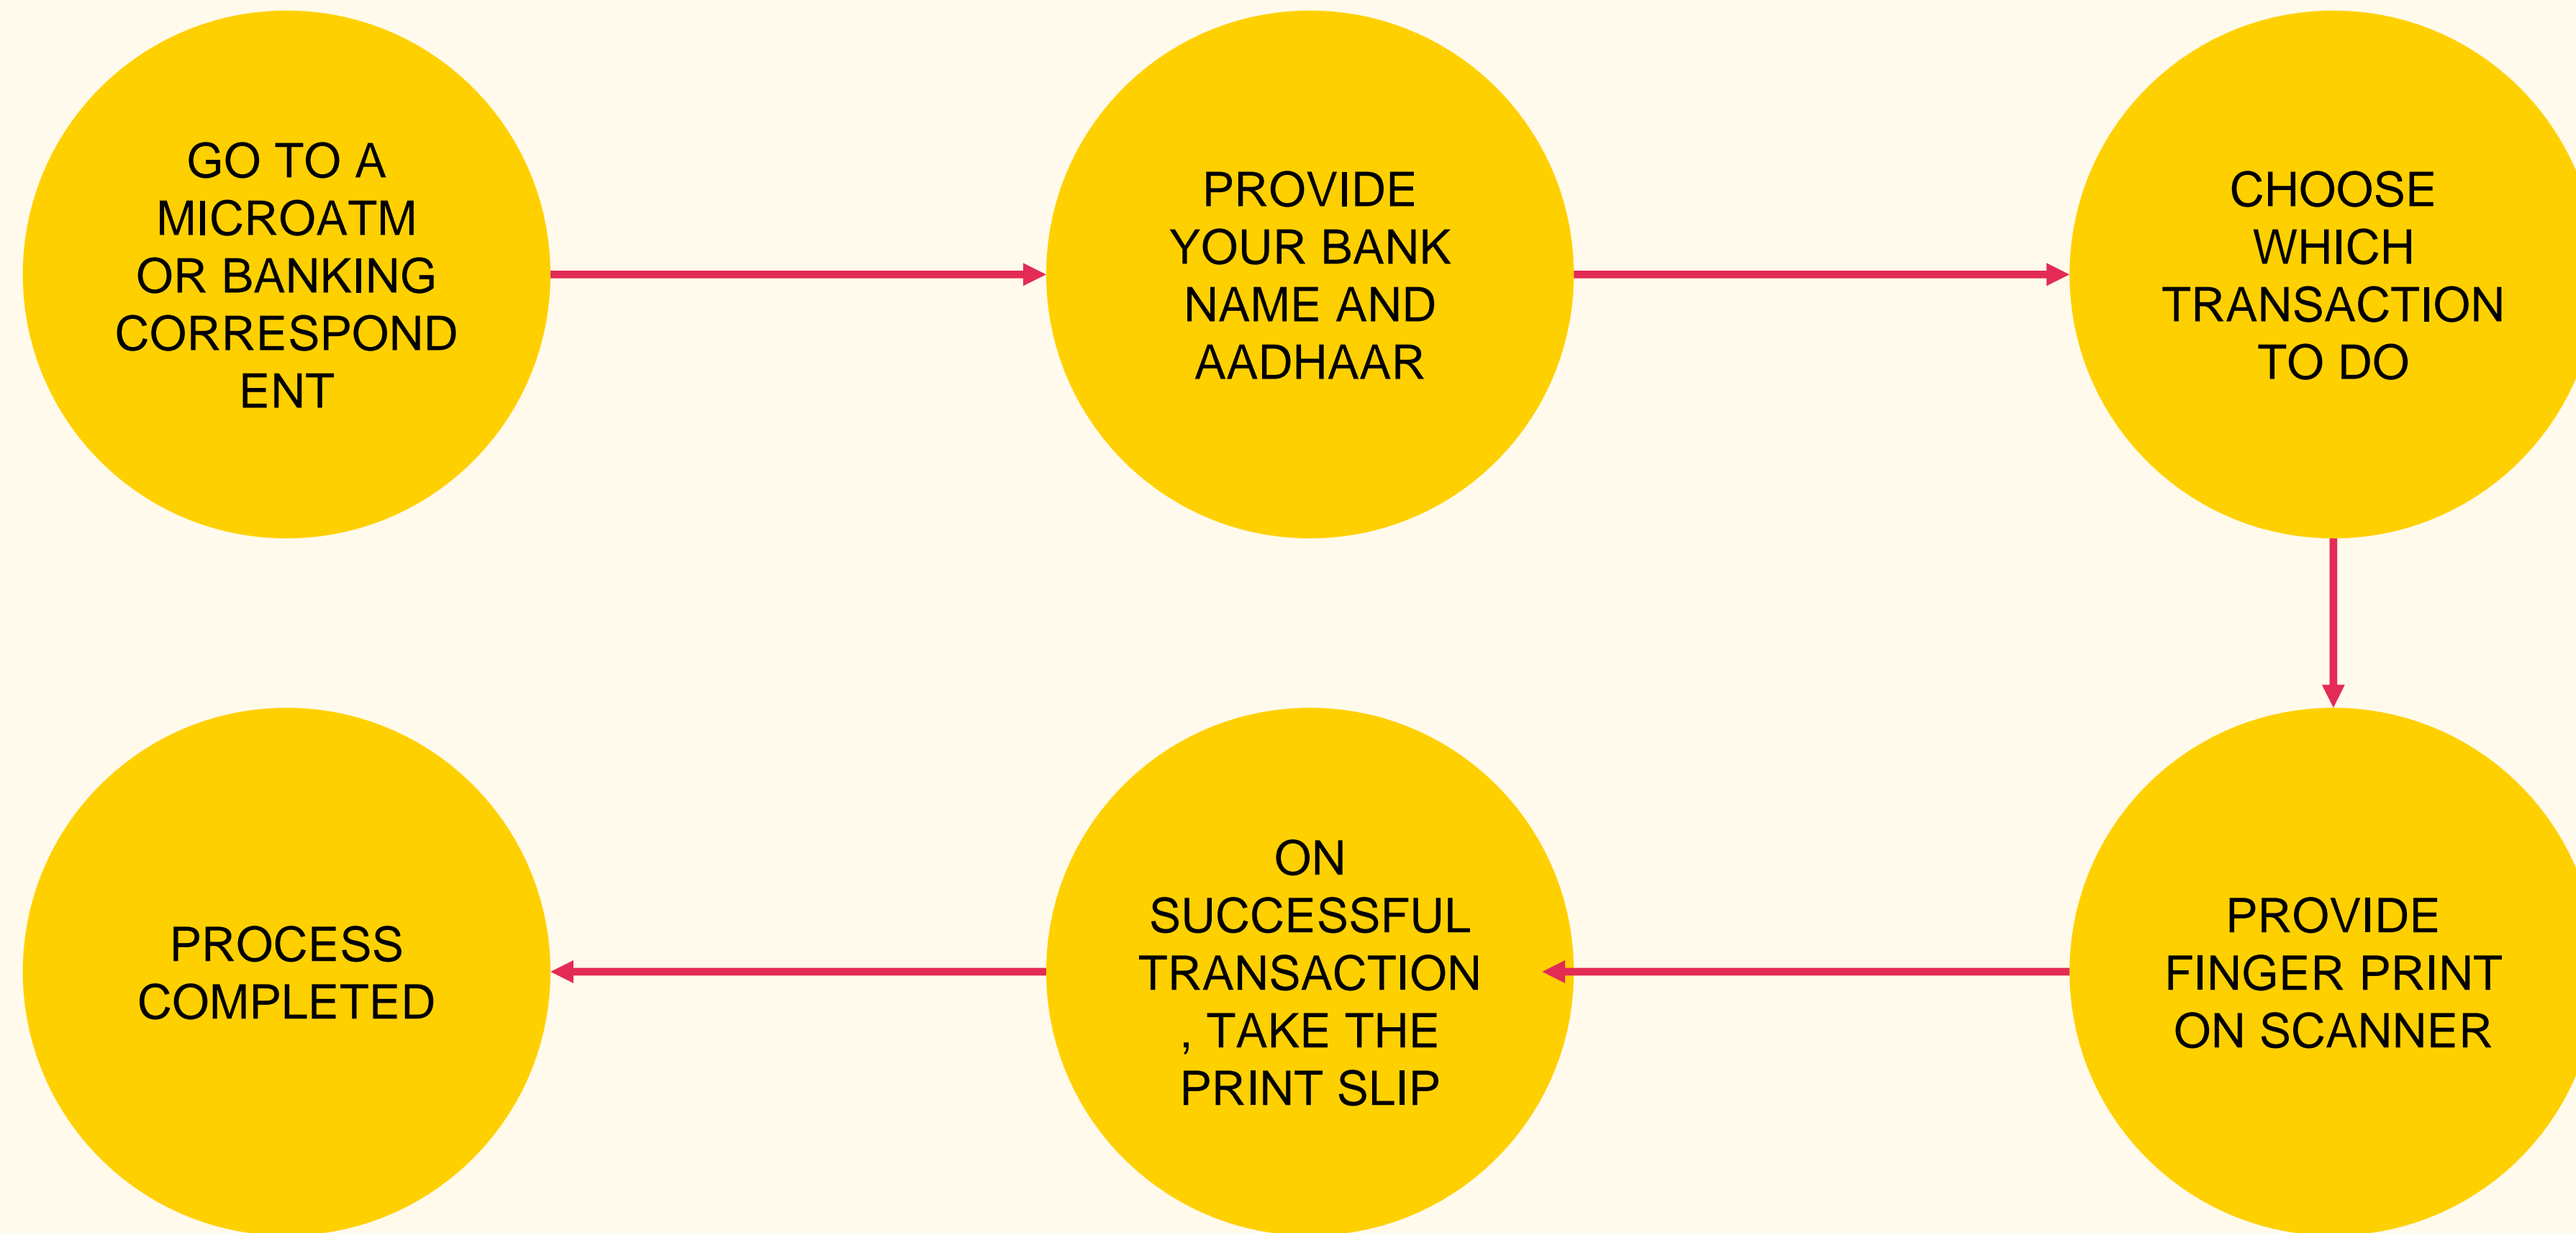 GO TO A
MICROATM
OR BANKING
CORRESPOND
ENT
PROVIDE
YOUR BANK
NAME AND
AADHAAR
CHOOSE
WHICH
TRANSACTION
TO DO
PROVIDE
FINGER PRINT
ON SCANNER
ON
SUCCESSFUL
TRANSACTION
, TAKE THE
PRINT SLIP
PROCESS
COMPLETED